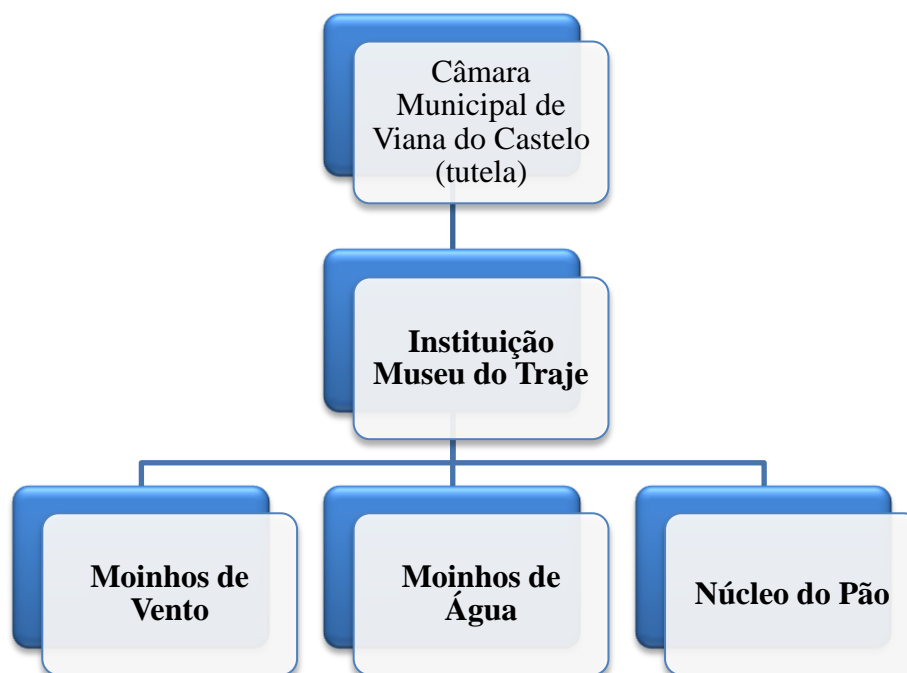 Câmara
Municipal de
Viana do Castelo
(tutela)
Instituição
Museu do Traje
Moinhos de
Vento
Moinhos de
Água
Núcleo do Pão